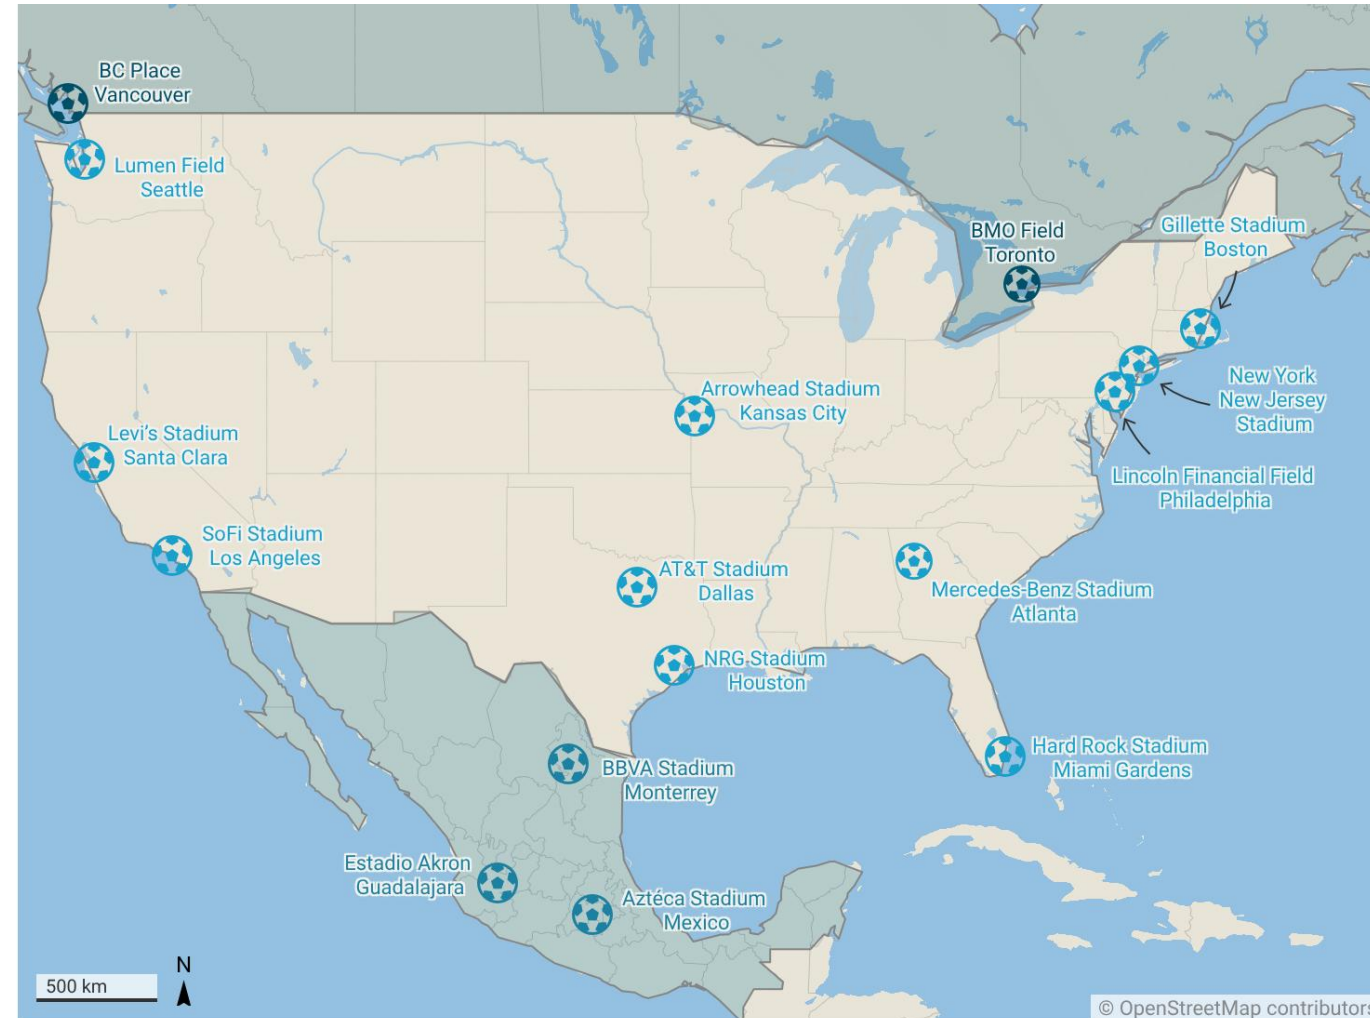 BC Place
Vancouver
Lumen Field
Seattle
BMO Field
Toronto
Gillette Stadium
Boston
New York
New Jersey
Stadium
Arrowhead Stadium
Kansas City
Levi's Stadium
Santa Clara
Lincoln Financial Field
Philadelphia
SoFi Stadium
Los Angeles
AT&T Stadium
Dallas
Mercedes-Benz Stadium
Atlanta
NRG Stadium
Houston
Hard Rock Stadium
Miami Gardens
BBVA Stadium
Monterrey
Estadio Akron
Guadalajara
Aztéca Stadium
Mexico
N
500 km
© OpenStreetMap contributors